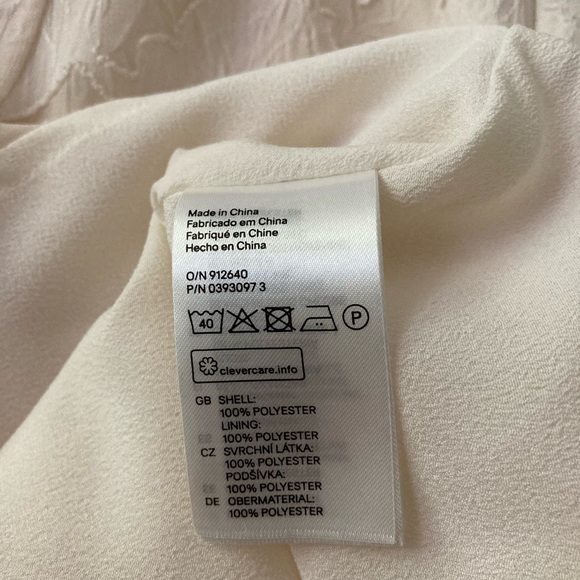 Made in China
Fabricado em China
Fabriqué en Chine
Hecho en China
O/N 912640
P/N 0393097 3
40 P
clevercare.info
GB SHELL:
100% POLYESTER
LINING:
100% POLYESTER
CZ SVRCHNÍ LÁTKA:
100% POLYESTER
PODŠÍVKA:
100% POLYESTER
DE OBERMATERIAL:
100% POLYESTER